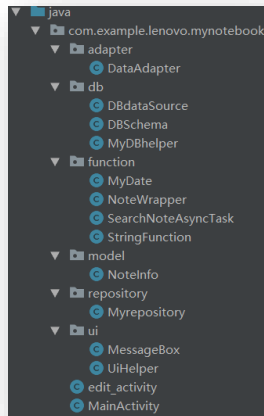 java
com.example.lenovo.mynotebook
adapter
DataAdapter
db
DBdataSource
DBSchema
MyDBhelper
function
MyDate
NoteWrapper
SearchNoteAsyncTask
StringFunction
model
NoteInfo
repository
Myrepository
ui
MessageBox
UiHelper
edit_activity
MainActivity